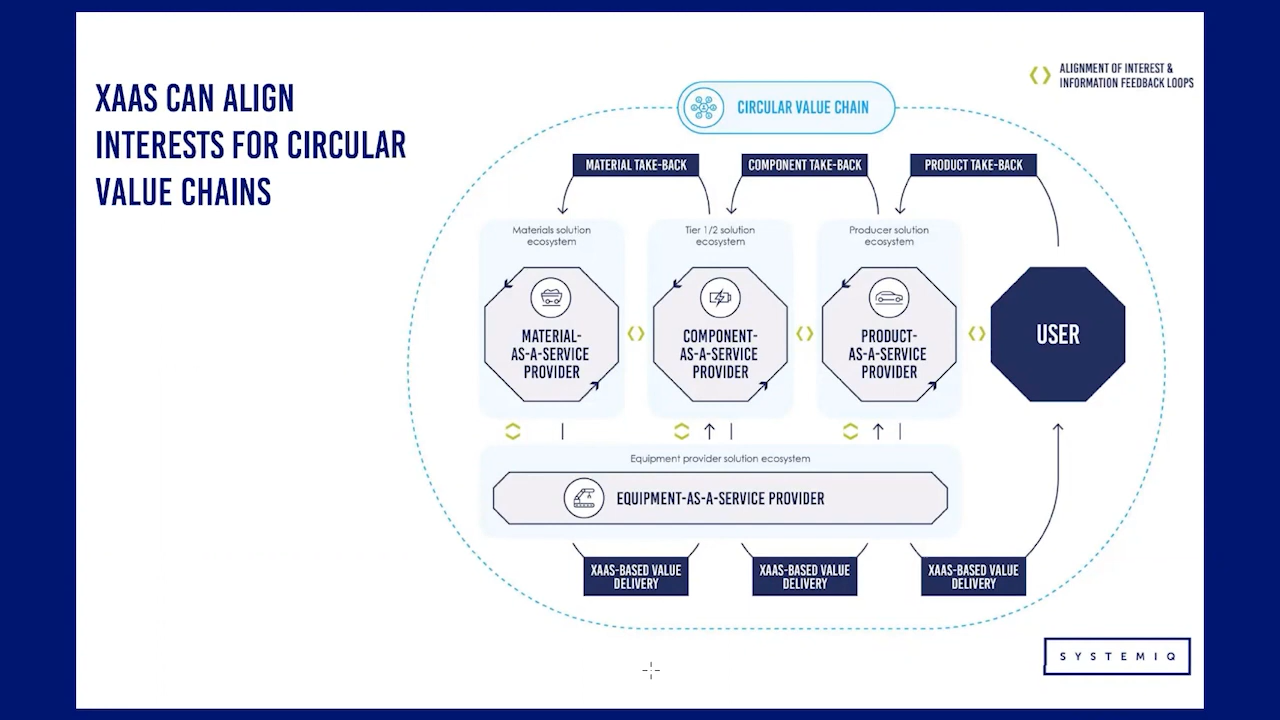 XAAS CAN ALIGN
INTERESTS FOR CIRCULAR
VALUE CHAINS
ALIGNMENT OF INTEREST &
INFORMATION FEEDBACK LOOPS
CIRCULAR VALUE CHAIN
MATERIAL TAKE-BACK
COMPONENT TAKE-BACK
PRODUCT TAKE-BACK
Materials solution
ecosystem
Tier 1/2 solution
ecosystem
Producer solution
ecosystem
MATERIAL-
AS-A-SERVICE
PROVIDER
COMPONENT-
AS-A-SERVICE
PROVIDER
PRODUCT-
AS-A-SERVICE
PROVIDER
USER
Equipment provider solution ecosystem
EQUIPMENT-AS-A-SERVICE PROVIDER
XAAS-BASED VALUE
DELIVERY
XAAS-BASED VALUE
DELIVERY
XAAS-BASED VALUE
DELIVERY
SYSTEMIQ